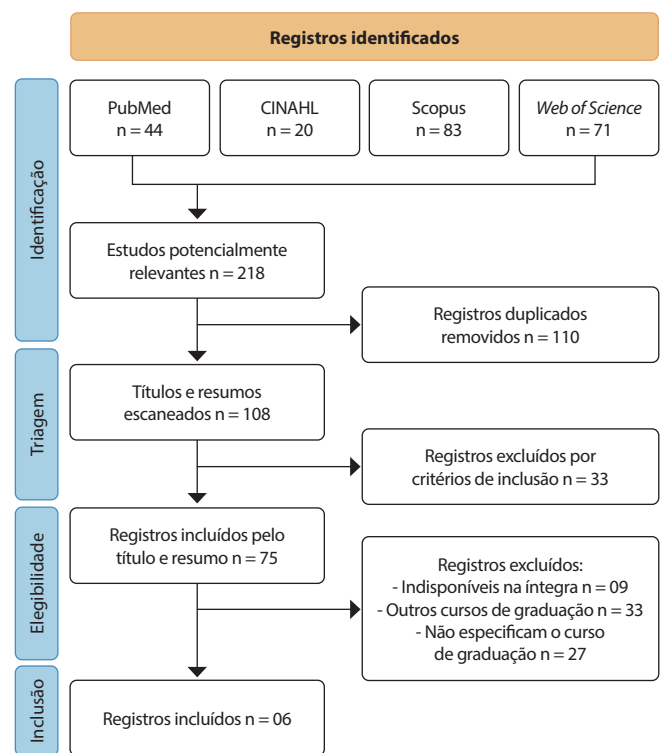 Registros identificados
Identificação
PubMed
n = 44
CINAHL
n = 20
Scopus
n = 83
Web of Science
n = 71
Estudos potencialmente
relevantes n = 218
Registros duplicados
removidos n = 110
Triagem
Títulos e resumos
escaneados n = 108
Registros excluídos por
critérios de inclusão n = 33
Elegibilidade
Registros incluídos pelo
título e resumo n = 75
Registros excluídos:
- Indisponíveis na íntegra n = 09
- Outros cursos de graduação n = 33
- Não especificam o curso
de graduação n = 27
Inclusão
Registros incluídos n = 06